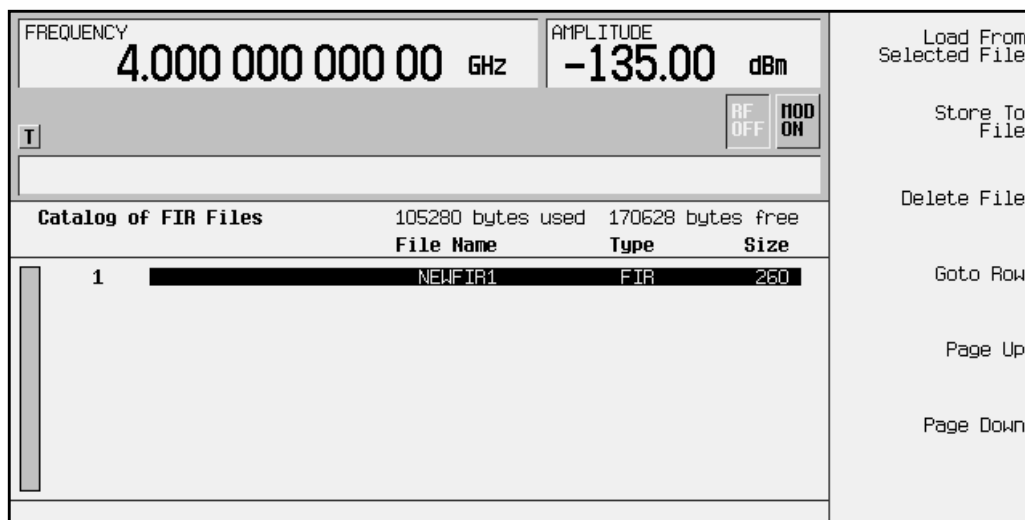 FREQUENCY
4.000 000 000 00 GHz
AMPLITUDE
-135.00 dBm
RF OFF
MOD ON
T
Catalog of FIR Files 105280 bytes used 170628 bytes free
File Name Type Size
1 NEWFIR1 FIR 260
Load From
Selected File
Store To
File
Delete File
Goto Row
Page Up
Page Down